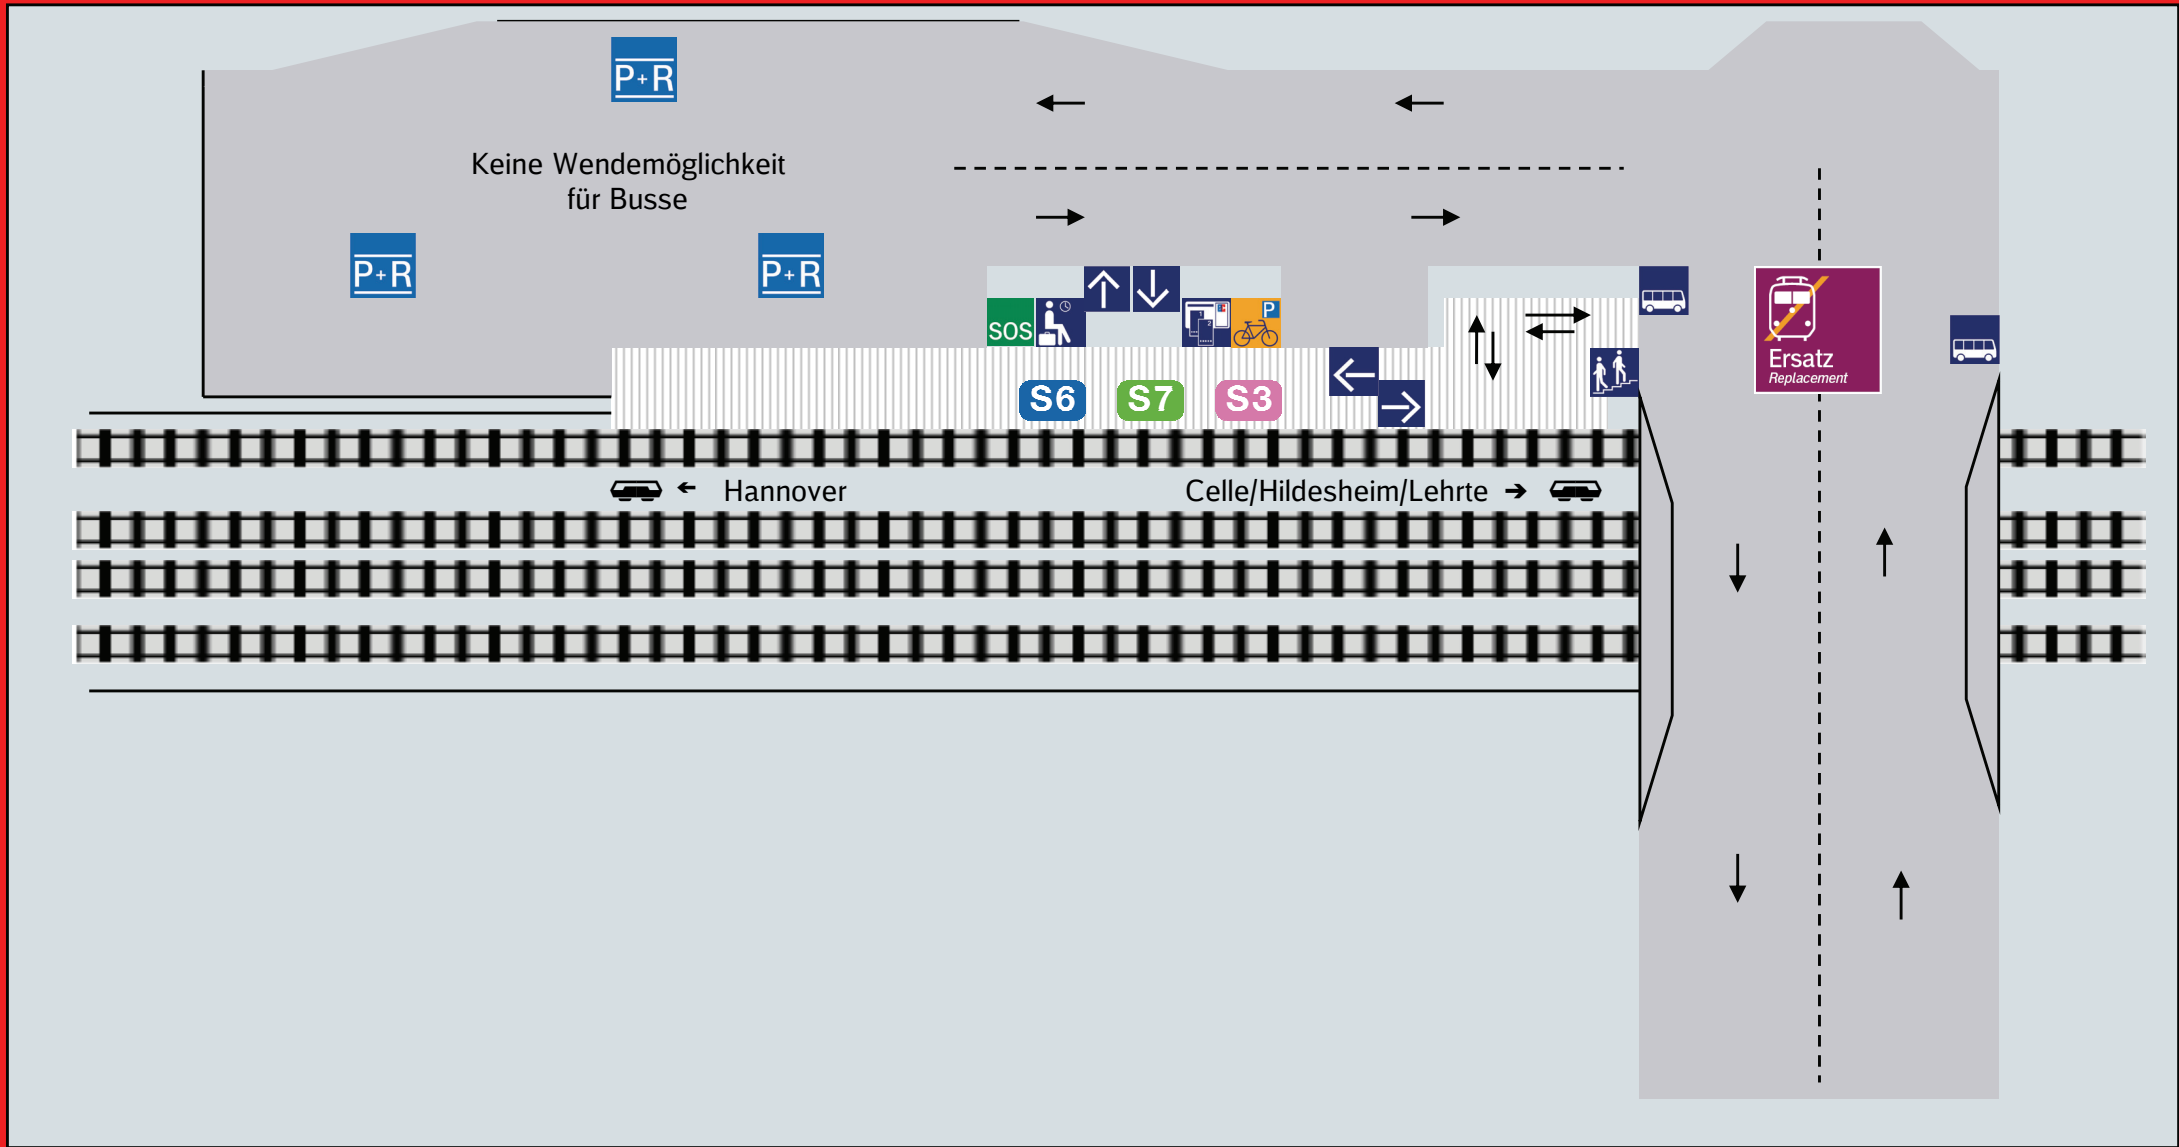 P+R
Keine Wendemöglichkeit
für Busse
P+R
P+R
SOS
P
Ersatz
Replacement
S6
S7
S3
Hannover
Celle/Hildesheim/Lehrte